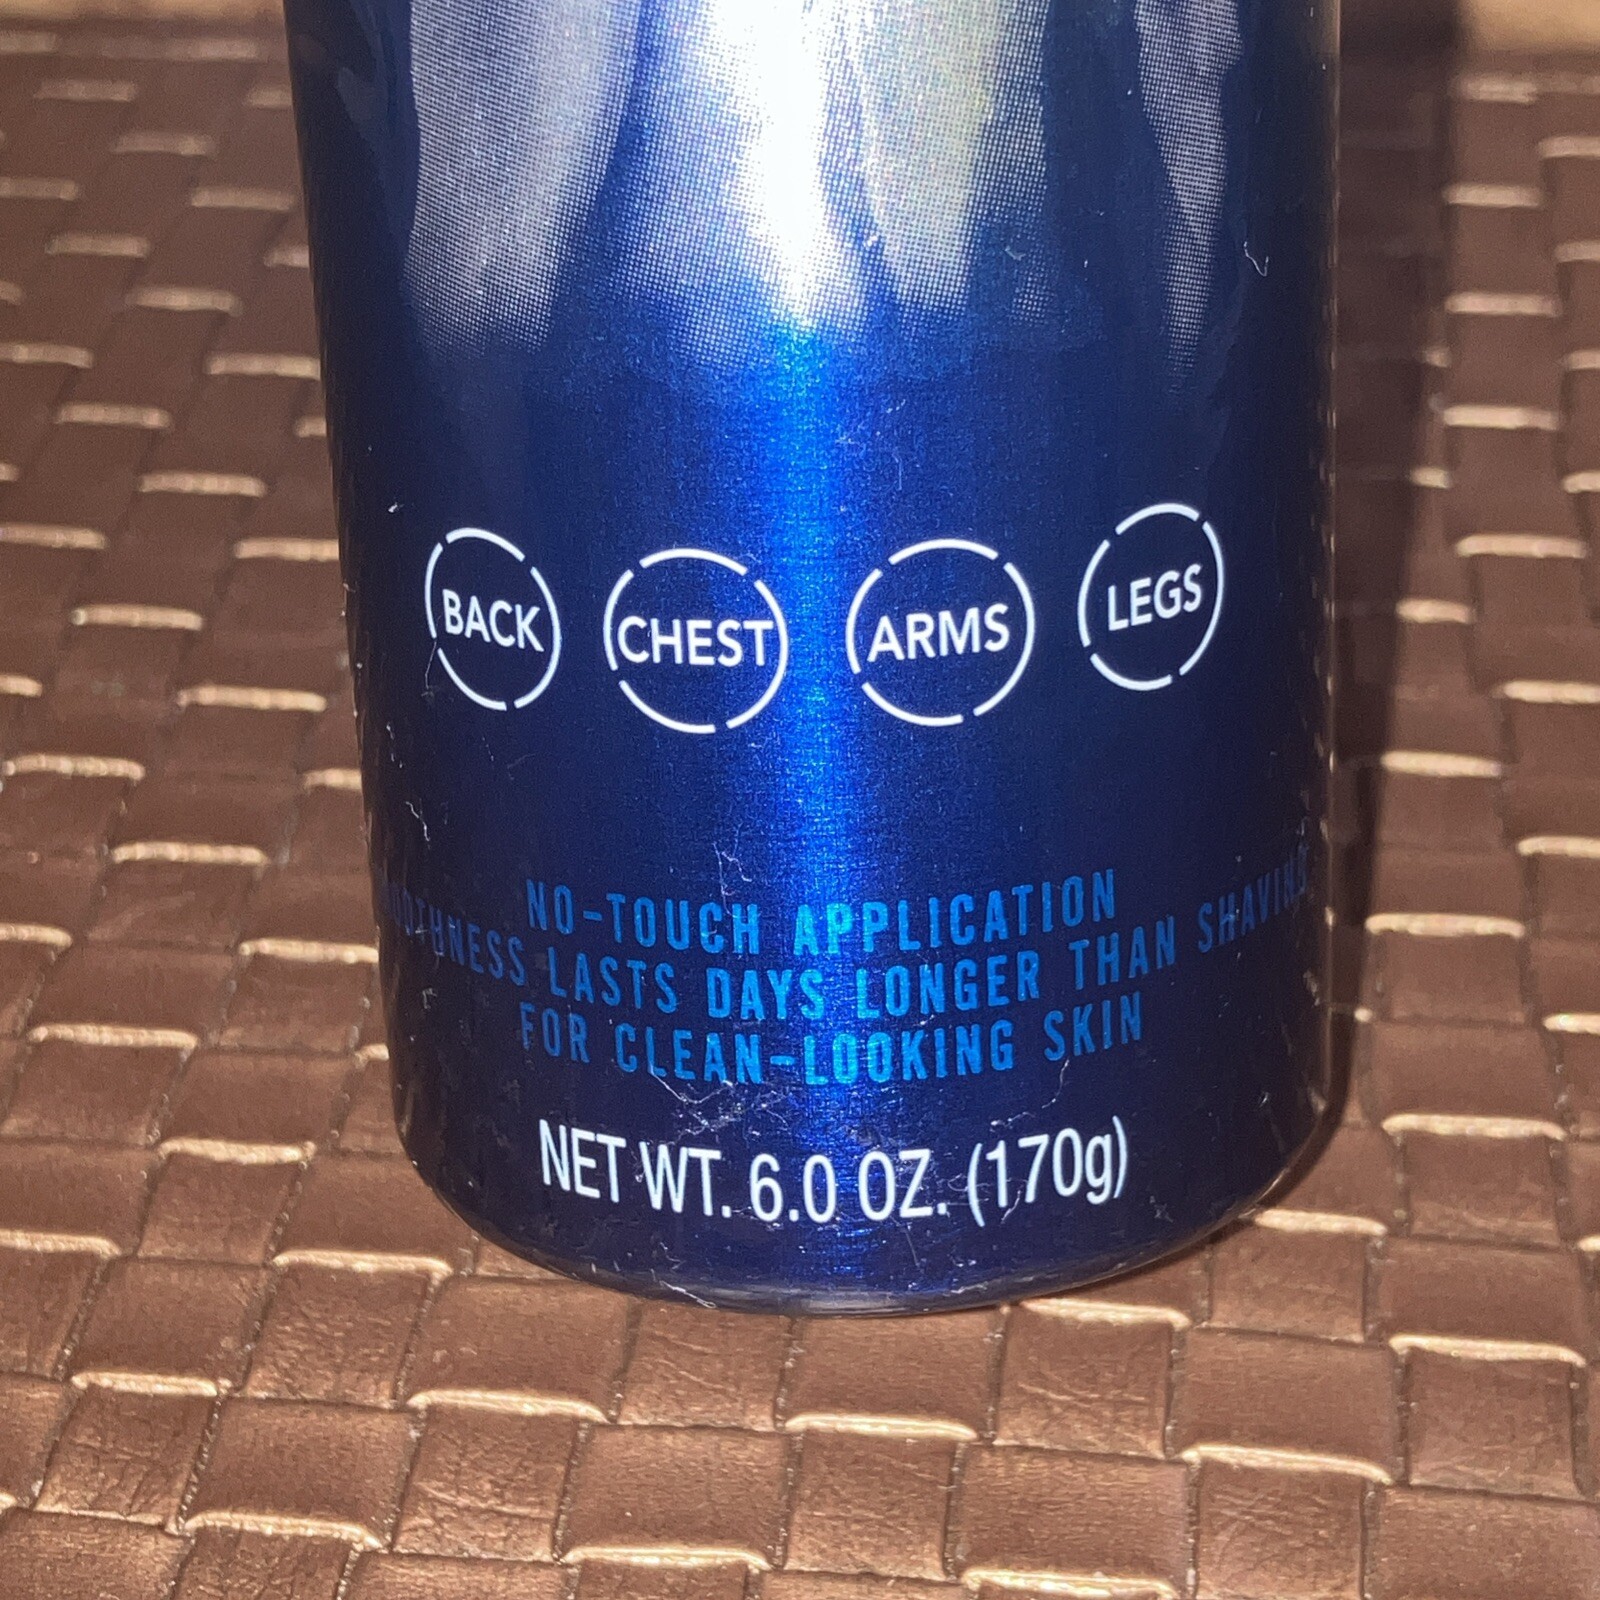 BACK CHEST ARMS LEGS
NO-TOUCH APPLICATION
LASTS DAYS LONGER THAN SHAVING
FOR CLEAN-LOOKING SKIN
NET WT. 6.0 OZ. (170g)